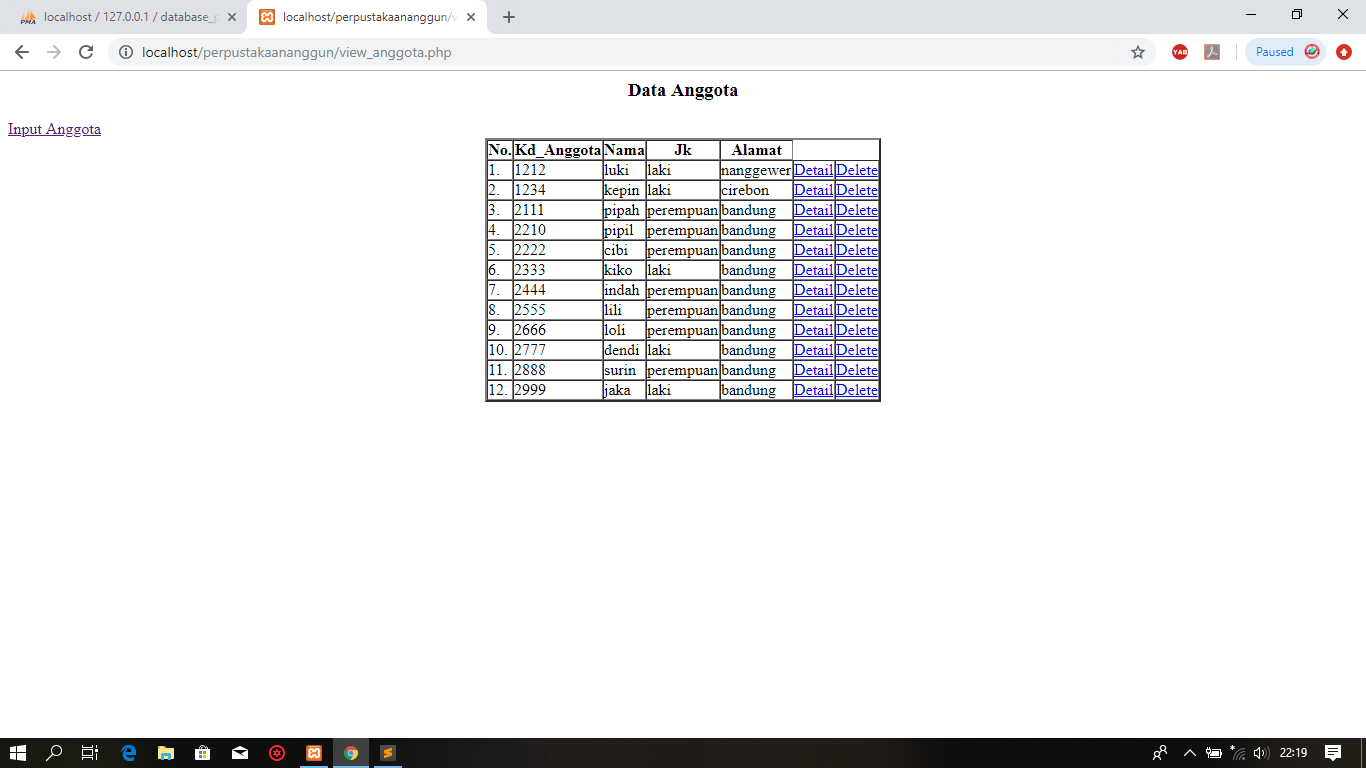 PMA localhost / 127.0.0.1 / database_p localhost/perpustakaananggun/v
localhost/perpustakaananggun/view_anggota.php YAB Paused
Data Anggota
Input Anggota
No. Kd_Anggota Nama Jk Alamat
1. 1212 luki laki nanggewer Detail Delete
2. 1234 kepin laki cirebon Detail Delete
3. 2111 pipah perempuan bandung Detail Delete
4. 2210 pipil perempuan bandung Detail Delete
5. 2222 cibi perempuan bandung Detail Delete
6. 2333 kiko laki bandung Detail Delete
7. 2444 indah perempuan bandung Detail Delete
8. 2555 lili perempuan bandung Detail Delete
9. 2666 loli perempuan bandung Detail Delete
10. 2777 dendi laki bandung Detail Delete
11. 2888 surin perempuan bandung Detail Delete
12. 2999 jaka laki bandung Detail Delete
22:19